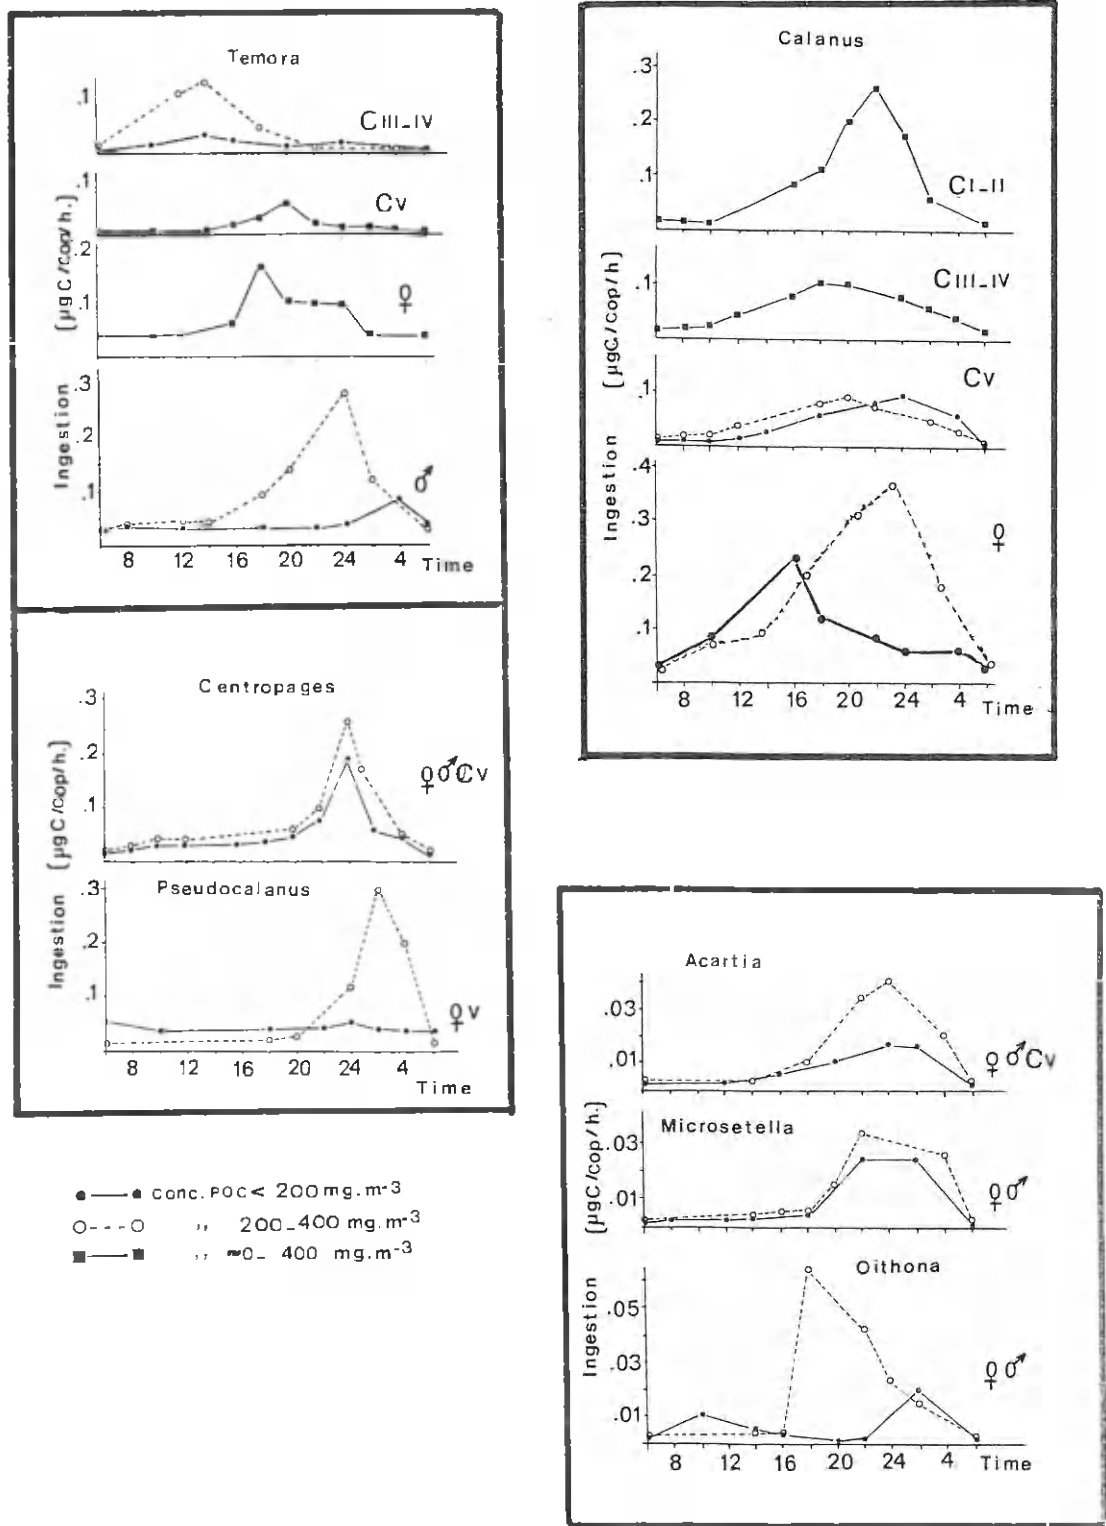 Temora
.1
CIII-IV
.1
CV
.2
.1
♀
.3
.2
.1
♂
Ingestion [µgC/cop/h.]
8 12 16 20 24 4 Time
Centropages
.3
.2
.1
♀♂CV
Pseudocalanus
.3
.2
.1
♀V
Ingestion [µgC/cop/h.]
8 12 16 20 24 4
Time
●—● Conc. POC< 200 mg.m-3
○---○ ,, 200-400 mg.m-3
■—■ ,, ≈0- 400 mg.m-3
Calanus
.3
.2
.1
CI-II
.1
CIII-IV
.1
CV
.4
.3
.2
.1
♀
Ingestion [µgC/cop/h]
8 12 16 20 24 4 Time
Acartia
.03
.01
♀♂CV
Microsetella
.03
.01
♀♂
Oithona
.05
.03
.01
♀♂
Ingestion [µgC/cop/h.]
8 12 16 20 24 4 Time